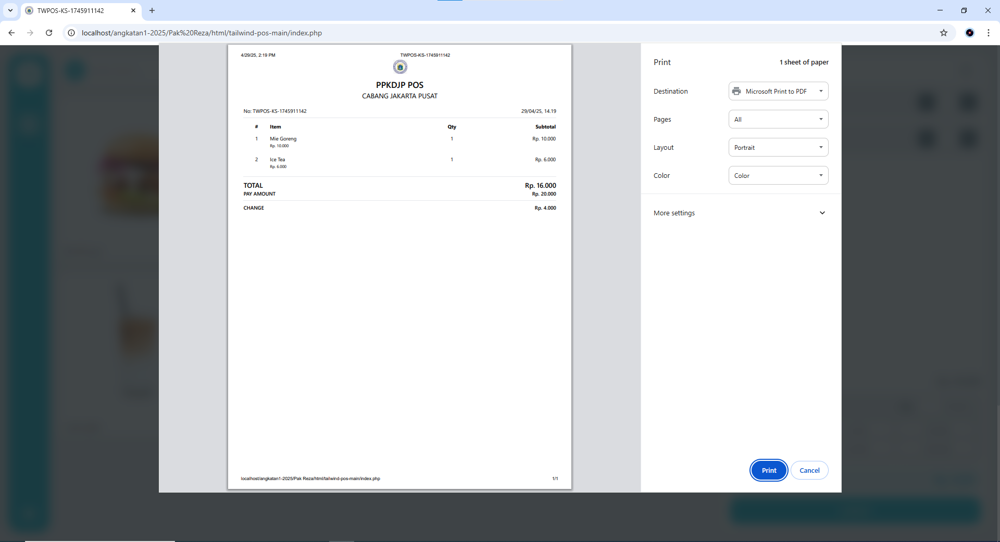 TWPOS-KS-1745911142
localhost/angkatan1-2025/Pak%20Reza/html/tailwind-pos-main/index.php
4/29/25, 2:19 PM TWPOS-KS-1745911142
PPKDJP POS
CABANG JAKARTA PUSAT
No: TWPOS-KS-1745911142 29/04/25, 14.19
# Item Qty Subtotal
1 Mie Goreng 1 Rp. 10.000
Rp. 10.000
2 Ice Tea 1 Rp. 6.000
Rp. 6.000
TOTAL Rp. 16.000
PAY AMOUNT Rp. 20.000
CHANGE Rp. 4.000
localhost/angkatan1-2025/Pak Reza/html/tailwind-pos-main/index.php 1/1
Print 1 sheet of paper
Destination Microsoft Print to PDF
Pages All
Layout Portrait
Color Color
More settings
Print Cancel